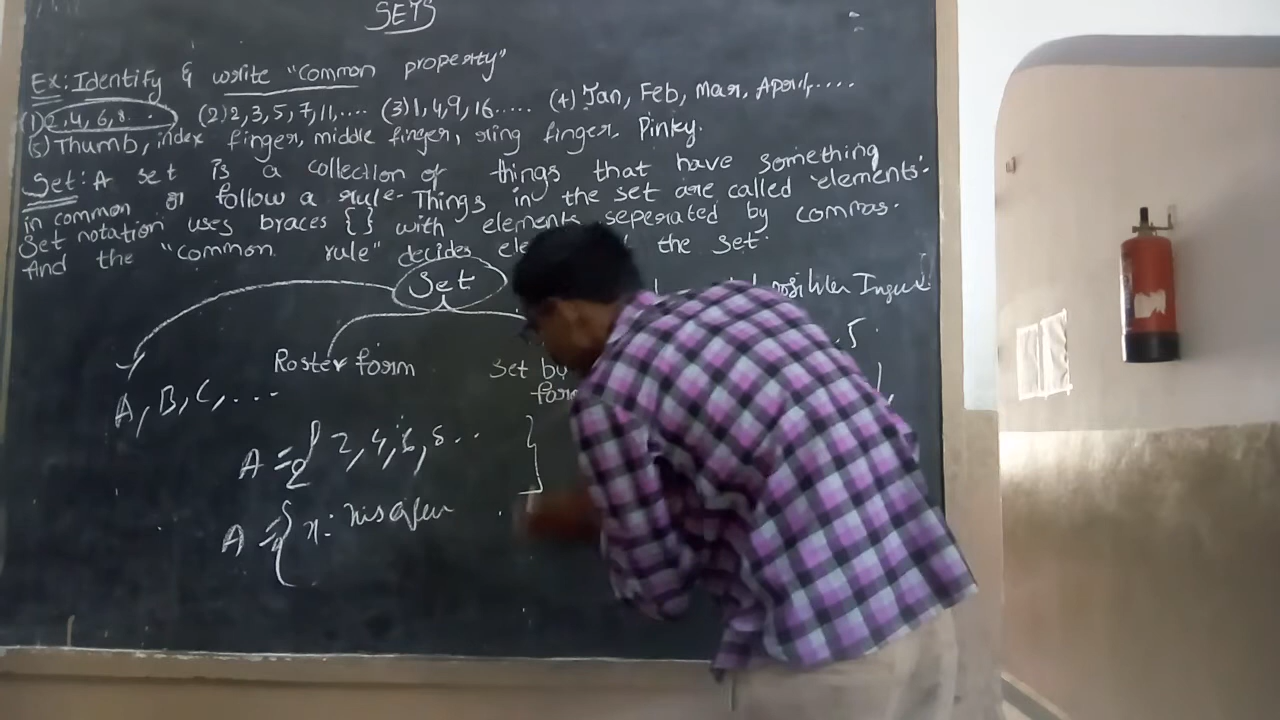 SETS
Ex: Identify & write "Common property"
(1) 2, 4, 6, 8. .. (2) 2, 3, 5, 7, 11, .... (3) 1, 4, 9, 16..... (4) Jan, Feb, Mar, April, ....
(5) Thumb, index finger, middle finger, ring finger, Pinky.
Set: A set is a collection of things that have something
in common or follow a rule. Things in the set are called 'elements'.
Set notation uses braces { } with elements seperated by commas.
And the "common rule" decides the set.
Set
Roster form Set by
A, B, C, ...
A = { 2, 4, 6, 8 .. }
A = { x: x is